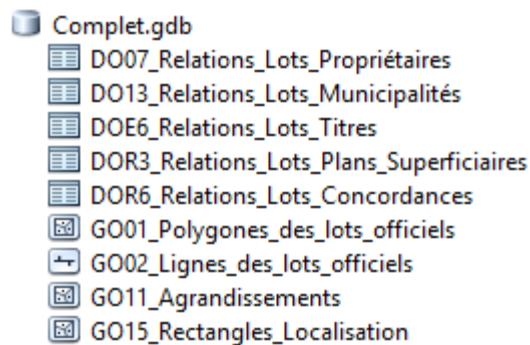 Complet.gdb
DO07_Relations_Lots_Propriétaires
DO13_Relations_Lots_Municipalités
DOE6_Relations_Lots_Titres
DOR3_Relations_Lots_Plans_Superficiaires
DOR6_Relations_Lots_Concordances
GO01_Polygones_des_lots_officiels
GO02_Lignes_des_lots_officiels
GO11_Agrandissements
GO15_Rectangles_Localisation